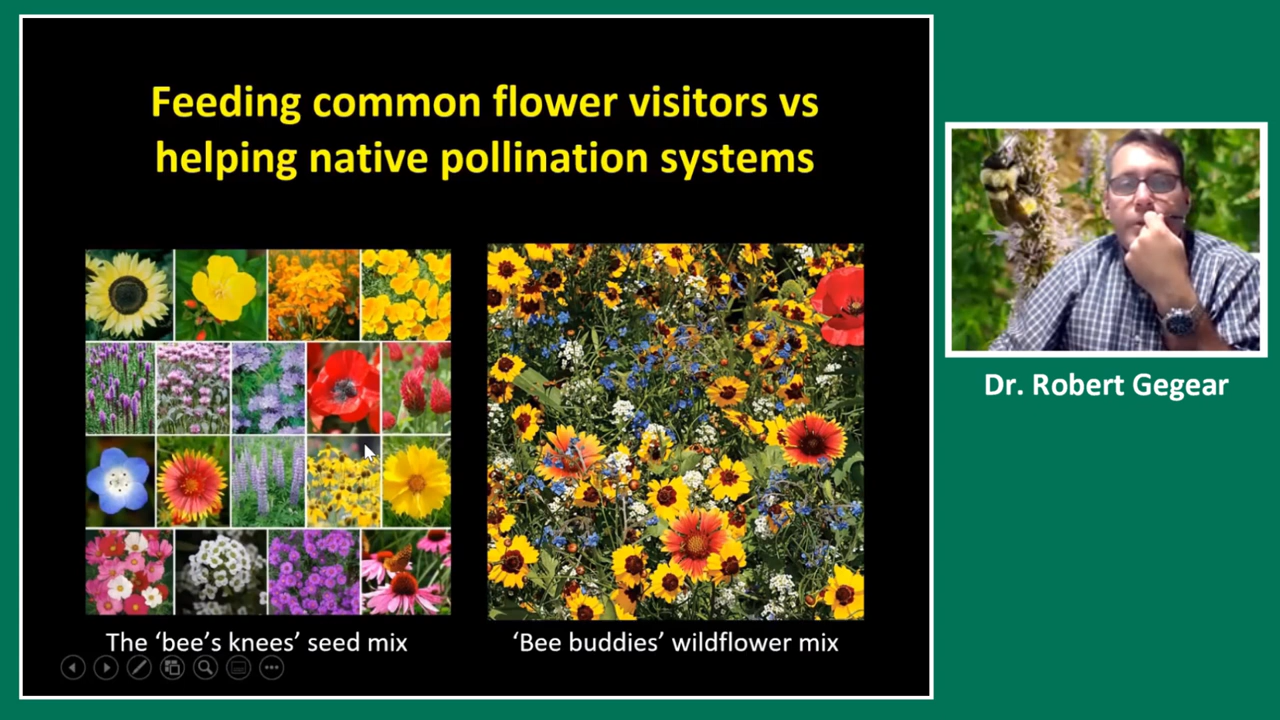 Feeding common flower visitors vs
helping native pollination systems
The ‘bee’s knees’ seed mix
‘Bee buddies’ wildflower mix
Dr. Robert Gegear